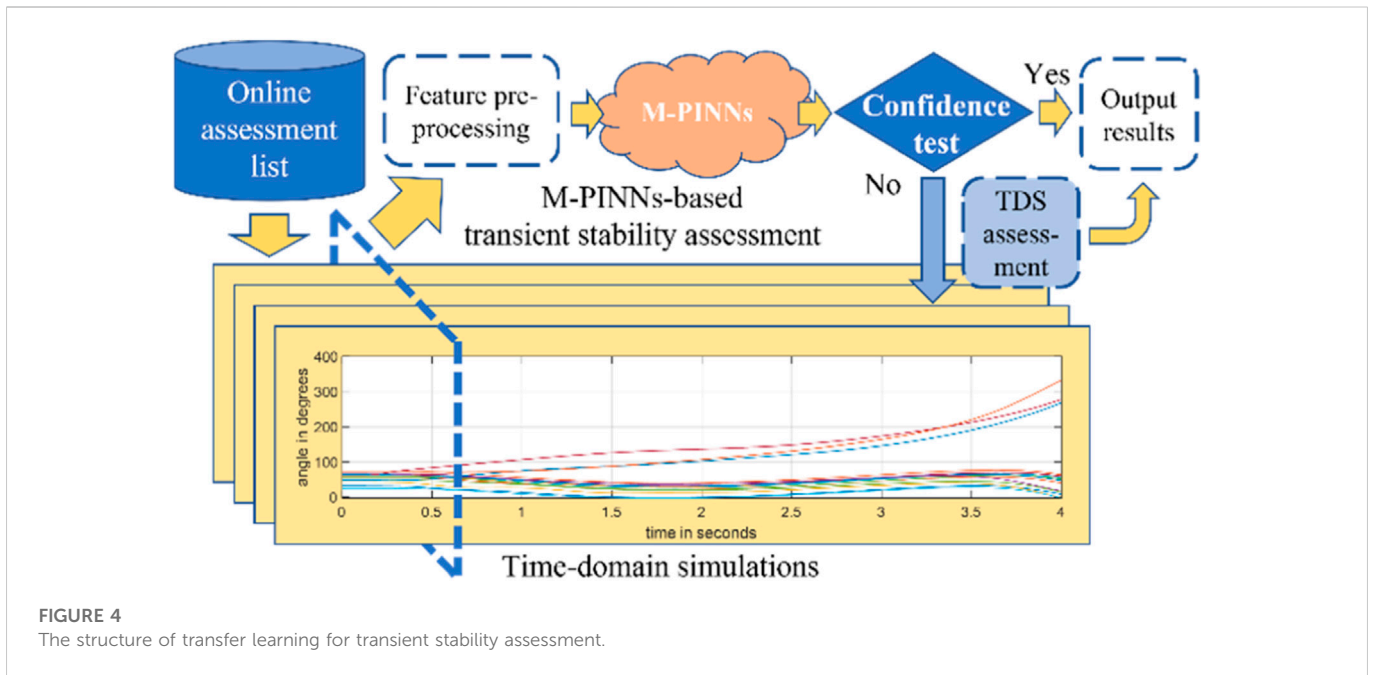 Online
assessment
list
Feature pre-
processing
M-PINNs
Confidence
test
Yes
Output
results
No
TDS
assess-
ment
M-PINNs-based
transient stability assessment
400
300
200
100
0
angle in degrees
0 0.5 1 1.5 2 2.5 3 3.5 4
time in seconds
Time-domain simulations
FIGURE 4
The structure of transfer learning for transient stability assessment.